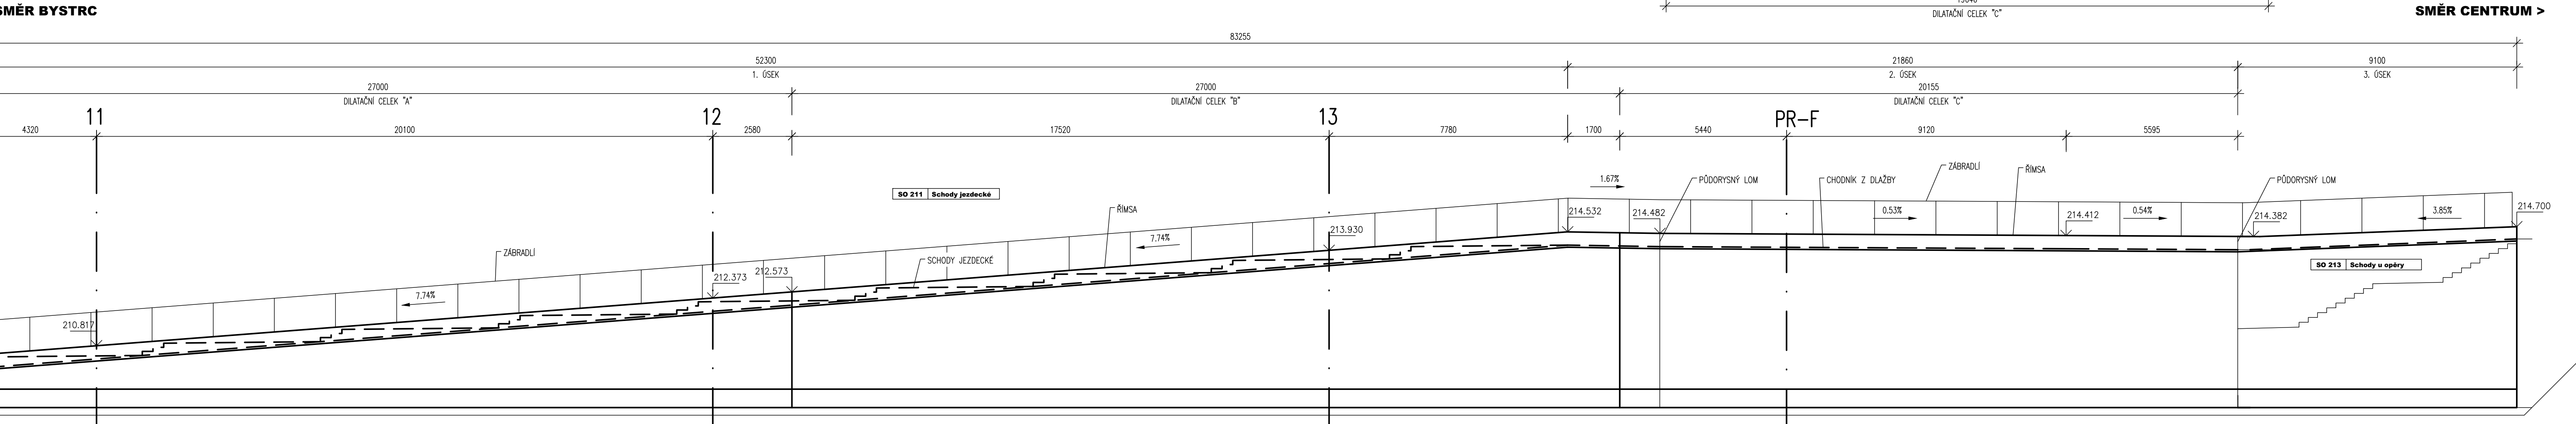 SMĚR BYSTRC
DILATAČNÍ CELEK "C"
SMĚR CENTRUM >
83255
52300
1. ÚSEK
21860
2. ÚSEK
9100
3. ÚSEK
27000
DILATAČNÍ CELEK "A"
27000
DILATAČNÍ CELEK "B"
20155
DILATAČNÍ CELEK "C"
11
12
13
PR-F
4320
20100
2580
17520
7780
1700
5440
9120
5595
SO 211 Schody jezdecké
1.67%
PŮDORYSNÝ LOM
CHODNÍK Z DLAŽBY
ZÁBRADLÍ
ŘÍMSA
PŮDORYSNÝ LOM
ŘÍMSA
214.532
214.482
0.53%
214.412
0.54%
214.382
3.85%
214.700
213.930
7.74%
ZÁBRADLÍ
SCHODY JEZDECKÉ
SO 213 Schody u opěry
212.373
212.573
7.74%
210.817